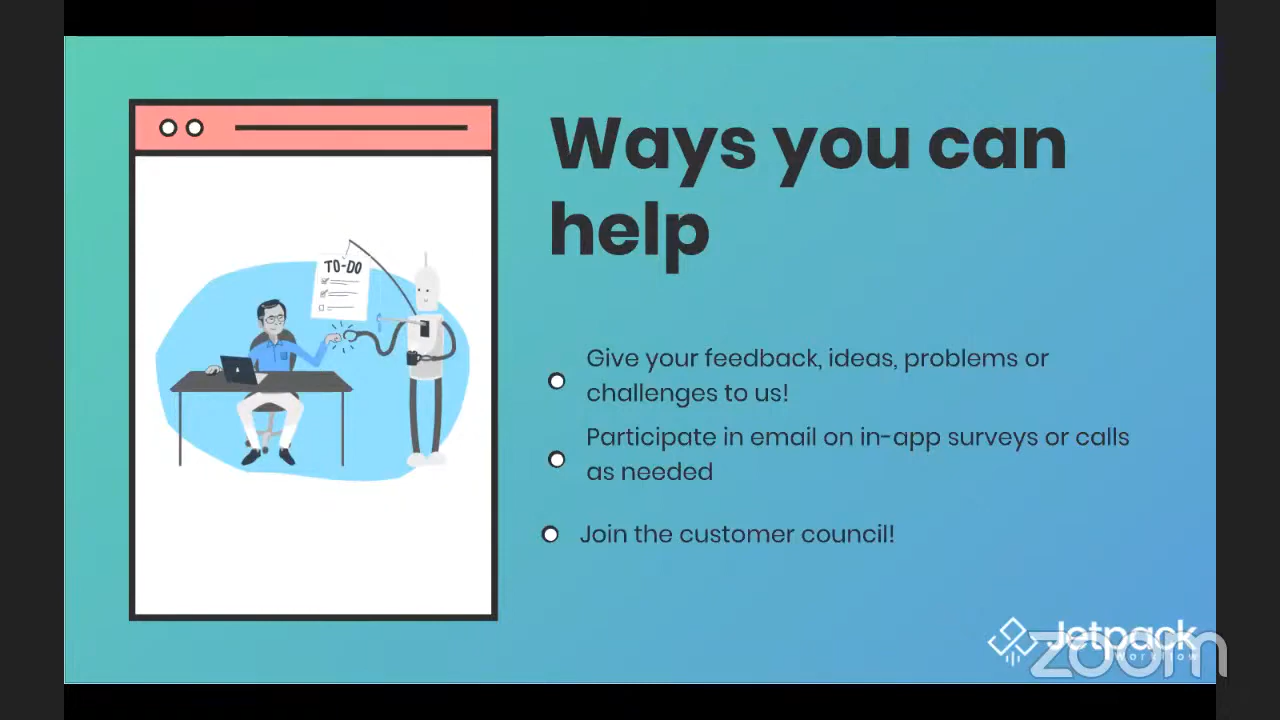 TO-DO
Ways you can
help
Give your feedback, ideas, problems or
challenges to us!
Participate in email on in-app surveys or calls
as needed
Join the customer council!
Jetpack
Workflow
zoom